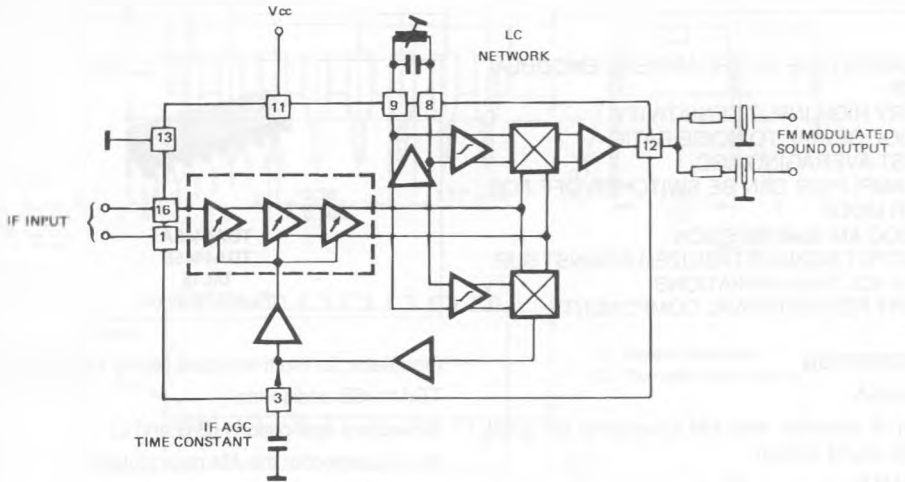 Vcc
LC
NETWORK
11
9
8
13
12
FM MODULATED
SOUND OUTPUT
16
IF INPUT
1
3
IF AGC
TIME CONSTANT